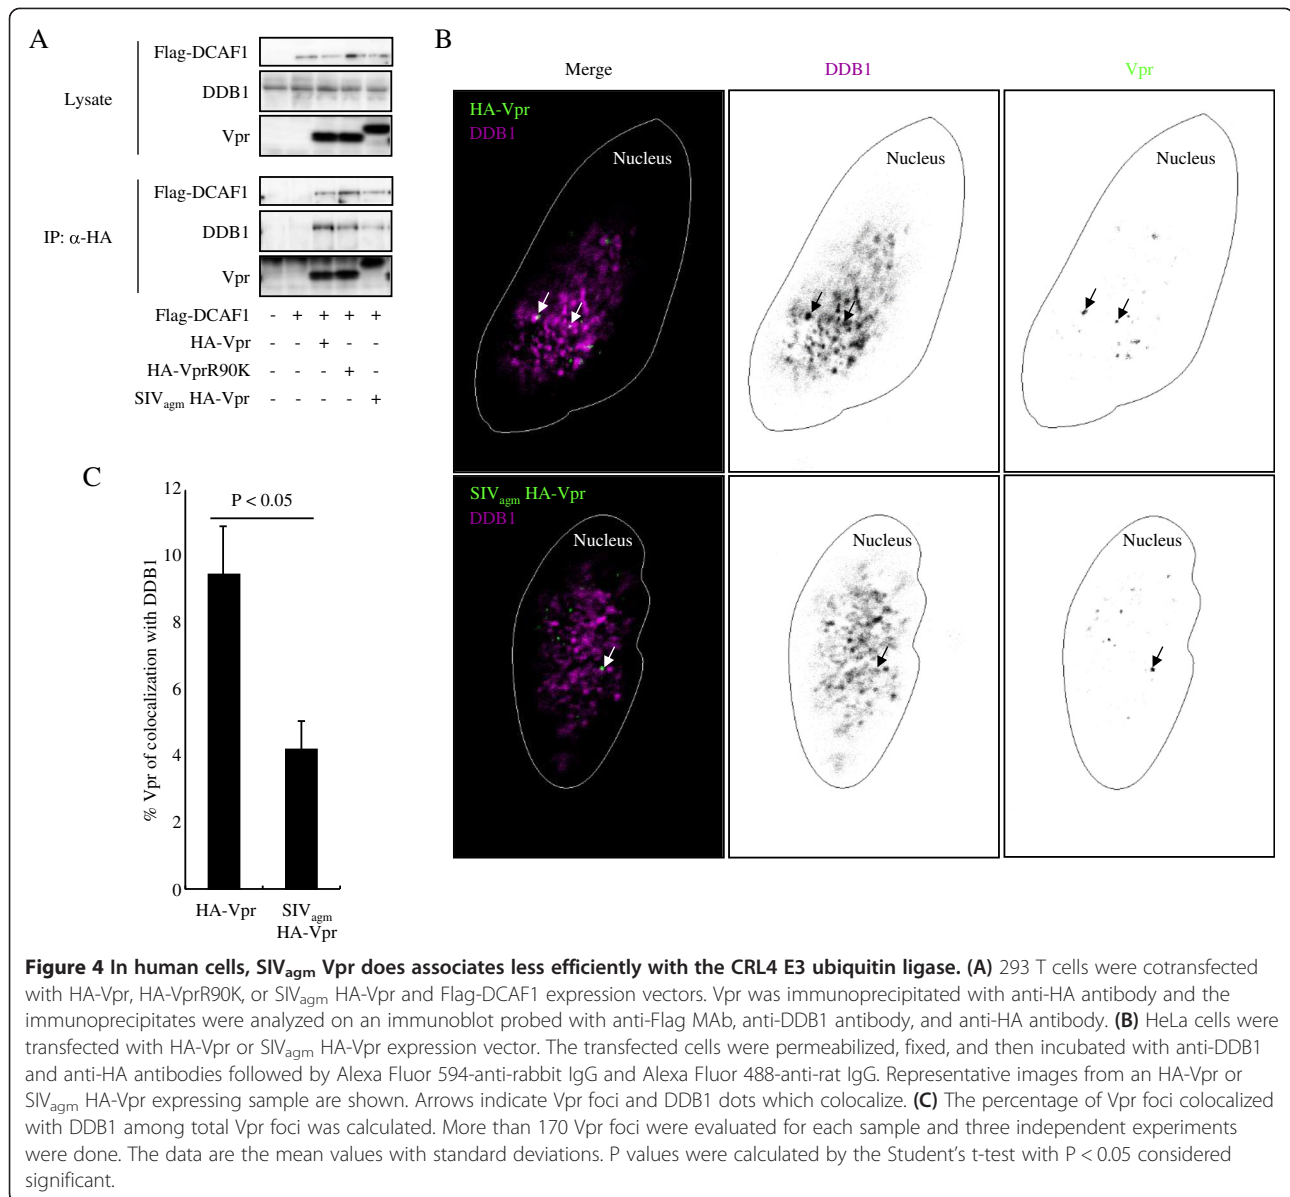 A
Flag-DCAF1
Lysate
DDB1
Vpr
Flag-DCAF1
IP: α-HA
DDB1
Vpr
Flag-DCAF1 - + + + +
HA-Vpr - - + - -
HA-VprR90K - - - + -
SIVagm HA-Vpr - - - - +
B
Merge DDB1 Vpr
HA-Vpr
DDB1
Nucleus Nucleus Nucleus
SIVagm HA-Vpr
DDB1
Nucleus Nucleus Nucleus
C
% Vpr of colocalization with DDB1
12
10
8
6
4
2
0
P < 0.05
HA-Vpr SIVagm
HA-Vpr
Figure 4 In human cells, SIVagm Vpr does associates less efficiently with the CRL4 E3 ubiquitin ligase. (A) 293 T cells were cotransfected
with HA-Vpr, HA-VprR90K, or SIVagm HA-Vpr and Flag-DCAF1 expression vectors. Vpr was immunoprecipitated with anti-HA antibody and the
immunoprecipitates were analyzed on an immunoblot probed with anti-Flag MAb, anti-DDB1 antibody, and anti-HA antibody. (B) HeLa cells were
transfected with HA-Vpr or SIVagm HA-Vpr expression vector. The transfected cells were permeabilized, fixed, and then incubated with anti-DDB1
and anti-HA antibodies followed by Alexa Fluor 594-anti-rabbit IgG and Alexa Fluor 488-anti-rat IgG. Representative images from an HA-Vpr or
SIVagm HA-Vpr expressing sample are shown. Arrows indicate Vpr foci and DDB1 dots which colocalize. (C) The percentage of Vpr foci colocalized
with DDB1 among total Vpr foci was calculated. More than 170 Vpr foci were evaluated for each sample and three independent experiments
were done. The data are the mean values with standard deviations. P values were calculated by the Student's t-test with P < 0.05 considered
significant.